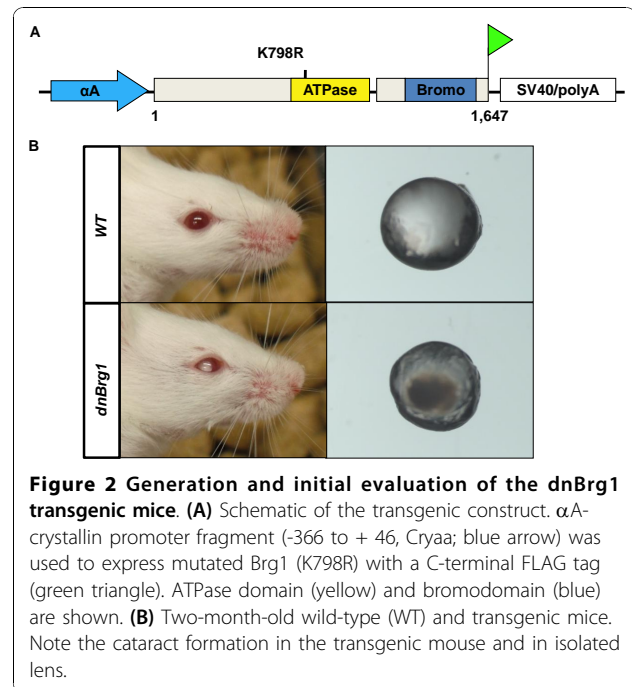 A
K798R
αA
ATPase
Bromo
SV40/polyA
1
1,647
B
WT
dnBrg1
Figure 2 Generation and initial evaluation of the dnBrg1
transgenic mice. (A) Schematic of the transgenic construct. αA-
crystallin promoter fragment (-366 to + 46, Cryaa; blue arrow) was
used to express mutated Brg1 (K798R) with a C-terminal FLAG tag
(green triangle). ATPase domain (yellow) and bromodomain (blue)
are shown. (B) Two-month-old wild-type (WT) and transgenic mice.
Note the cataract formation in the transgenic mouse and in isolated
lens.